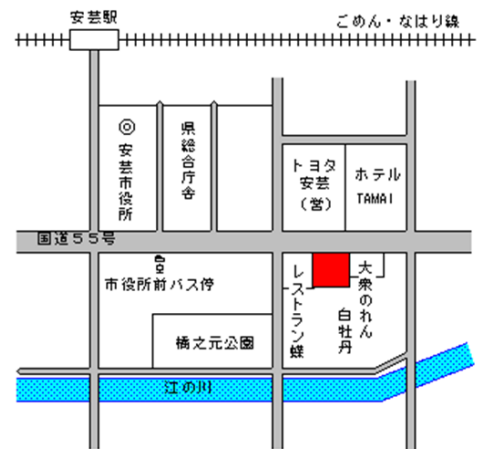 安芸駅
ごめん・なはり線
◎安芸市役所
県総合庁舎
トヨタ
安芸
(営)
ホテル
TAMAI
国道55号
市役所前バス停
レストラン蝶
大衆のれん
白牡丹
橋之元公園
江の川